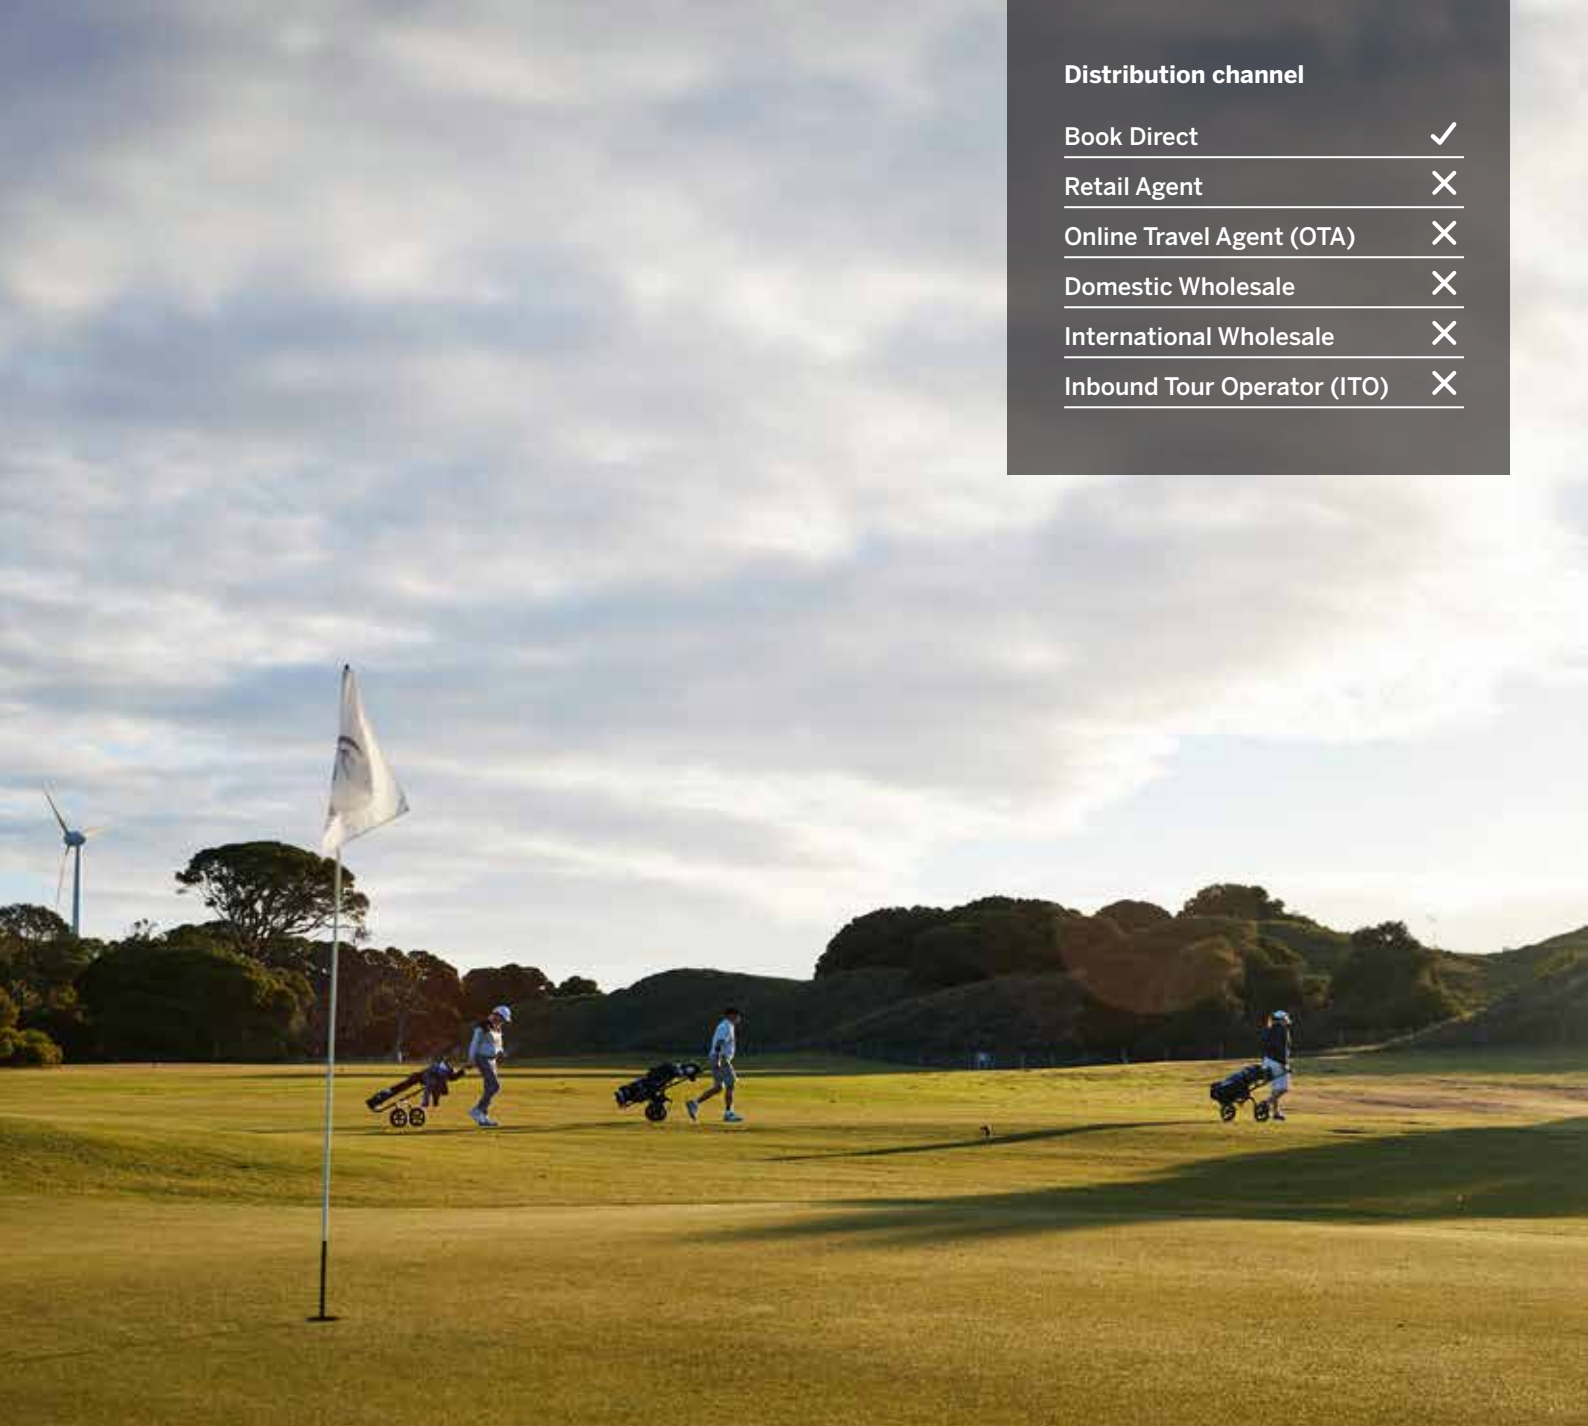 Distribution channel
Book Direct ✓
Retail Agent ✕
Online Travel Agent (OTA) ✕
Domestic Wholesale ✕
International Wholesale ✕
Inbound Tour Operator (ITO) ✕